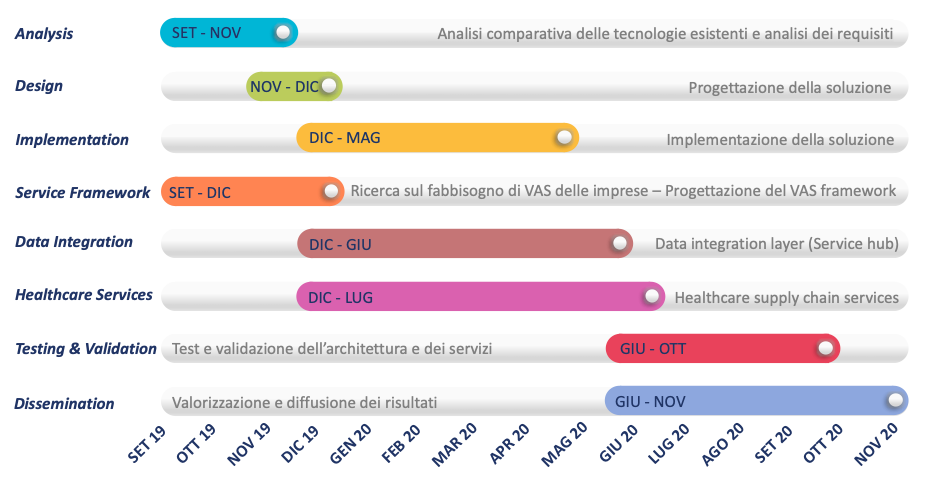 Analysis
SET - NOV
Analisi comparativa delle tecnologie esistenti e analisi dei requisiti
Design
NOV - DIC
Progettazione della soluzione
Implementation
DIC - MAG
Implementazione della soluzione
Service Framework
SET - DIC
Ricerca sul fabbisogno di VAS delle imprese – Progettazione del VAS framework
Data Integration
DIC - GIU
Data integration layer (Service hub)
Healthcare Services
DIC - LUG
Healthcare supply chain services
Testing & Validation
Test e validazione dell’architettura e dei servizi
GIU - OTT
Dissemination
Valorizzazione e diffusione dei risultati
GIU - NOV
SET 19
OTT 19
NOV 19
DIC 19
GEN 20
FEB 20
MAR 20
APR 20
MAG 20
GIU 20
LUG 20
AGO 20
SET 20
OTT 20
NOV 20